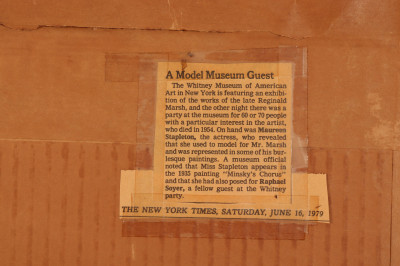 A Model Museum Guest
The Whitney Museum of American
Art in New York is featuring an exhibi-
tion of the works of the late Reginald
Marsh, and the other night there was a
party at the museum for 60 or 70 people
with a particular interest in the artist,
who died in 1954. On hand was Maureen
Stapleton, the actress, who revealed
that she used to model for Mr. Marsh
and was represented in some of his bur-
lesque paintings. A museum official
noted that Miss Stapleton appears in
the 1935 painting "Minsky's Chorus"
and that she had also posed for Raphael
Soyer, a fellow guest at the Whitney
party.
THE NEW YORK TIMES, SATURDAY, JUNE 16, 1979